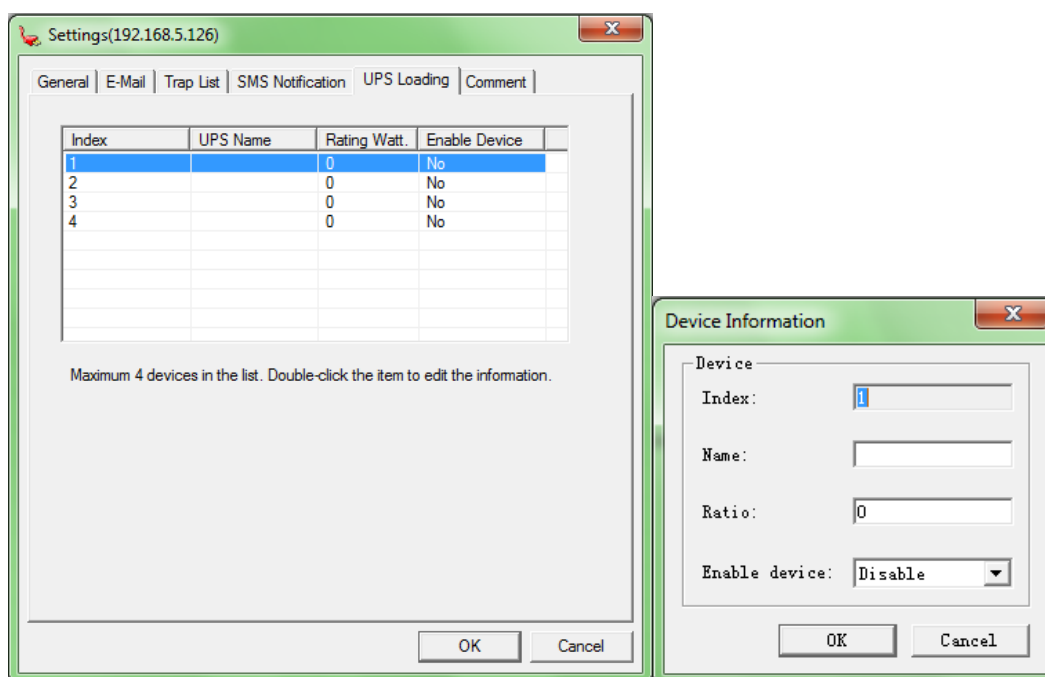 Settings(192.168.5.126)
x
General E-Mail Trap List SMS Notification UPS Loading Comment
Index UPS Name Rating Watt. Enable Device
1 0 No
2 0 No
3 0 No
4 0 No
Maximum 4 devices in the list. Double-click the item to edit the information.
OK Cancel
Device Information
x
Device
Index: 1
Name:
Ratio: 0
Enable device: Disable
OK Cancel